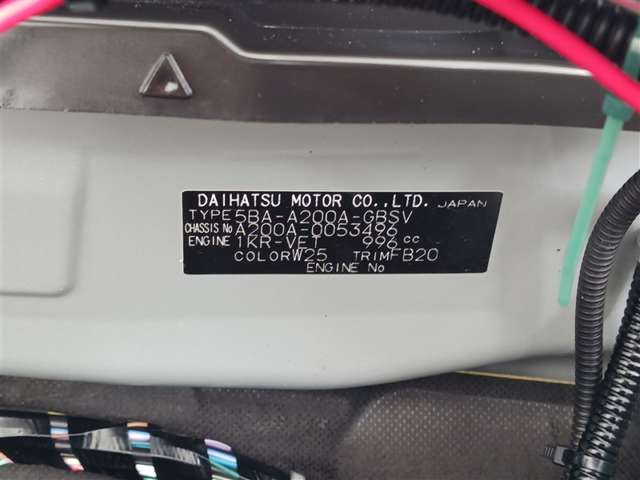 DAIHATSU MOTOR CO.,LTD. JAPAN
TYPE 5BA-A200A-GBSV
CHASSIS No A200A-0053496
ENGINE 1KR-VET 996 cc
COLOR W25 TRIM FB20
ENGINE No